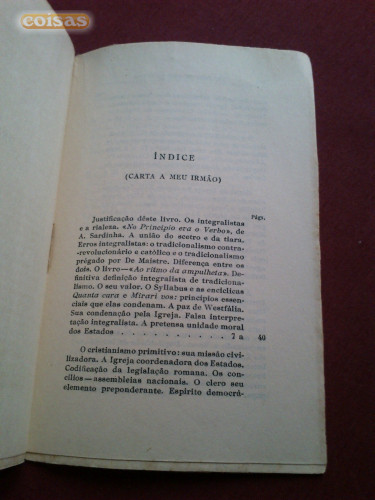 coisas
ÍNDICE
(CARTA A MEU IRMÃO)
Págs.
Justificação dêste livro. Os integralistas
e a rialeza. «No Princípio era o Verbo», de
A. Sardinha. A união do scetro e da tiara.
Erros integralistas: o tradicionalismo contra-
-revolucionário e católico e o tradicionalismo
prègado por De Maistre. Diferença entre os
dois. O livro—«Ao ritmo da ampulheta». De-
finitiva definição integralista de tradiciona-
lismo. O seu valor. O Syllabus e as encíclicas
Quanta cura e Mirari vos: princípios essen-
ciais que elas condenam. A paz de Westfália.
Sua condenação pela Igreja. Falsa interpre-
tação integralista. A pretensa unidade moral
dos Estados . . . . . . . . . 7 a 40
O cristianismo primitivo: sua missão civi-
lizadora. A Igreja coordenadora dos Estados.
Codificação da legislação romana. Os con-
cílios — assembleias nacionais. O clero seu
elemento preponderante. Espírito democrá-